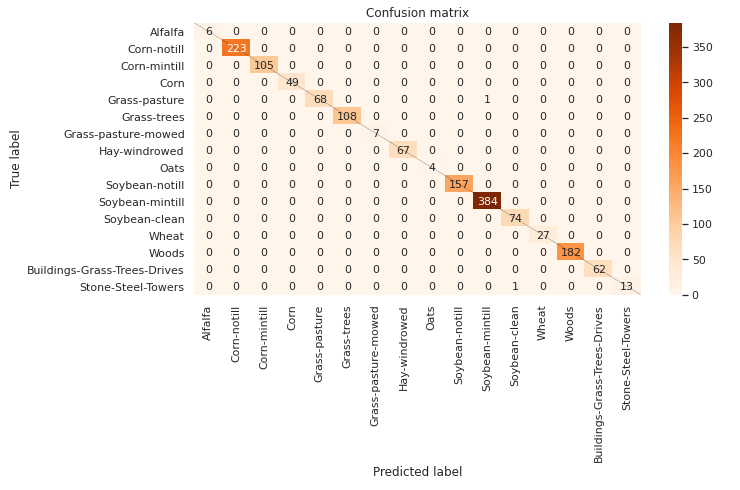 Confusion matrix
True label
Alfalfa 6 0 0 0 0 0 0 0 0 0 0 0 0 0 0 0
Corn-notill 0 223 0 0 0 0 0 0 0 0 0 0 0 0 0 0
Corn-mintill 0 0 105 0 0 0 0 0 0 0 0 0 0 0 0 0
Corn 0 0 0 49 0 0 0 0 0 0 0 0 0 0 0 0
Grass-pasture 0 0 0 0 68 0 0 0 0 0 1 0 0 0 0 0
Grass-trees 0 0 0 0 0 108 0 0 0 0 0 0 0 0 0 0
Grass-pasture-mowed 0 0 0 0 0 0 7 0 0 0 0 0 0 0 0 0
Hay-windrowed 0 0 0 0 0 0 0 67 0 0 0 0 0 0 0 0
Oats 0 0 0 0 0 0 0 0 4 0 0 0 0 0 0 0
Soybean-notill 0 0 0 0 0 0 0 0 0 157 0 0 0 0 0 0
Soybean-mintill 0 0 0 0 0 0 0 0 0 0 384 0 0 0 0 0
Soybean-clean 0 0 0 0 0 0 0 0 0 0 0 74 0 0 0 0
Wheat 0 0 0 0 0 0 0 0 0 0 0 0 27 0 0 0
Woods 0 0 0 0 0 0 0 0 0 0 0 0 0 182 0 0
Buildings-Grass-Trees-Drives 0 0 0 0 0 0 0 0 0 0 0 0 0 0 62 0
Stone-Steel-Towers 0 0 0 0 0 0 0 0 0 0 0 1 0 0 0 13
Alfalfa
Corn-notill
Corn-mintill
Corn
Grass-pasture
Grass-trees
Grass-pasture-mowed
Hay-windrowed
Oats
Soybean-notill
Soybean-mintill
Soybean-clean
Wheat
Woods
Buildings-Grass-Trees-Drives
Stone-Steel-Towers
Predicted label
350
300
250
200
150
100
50
0